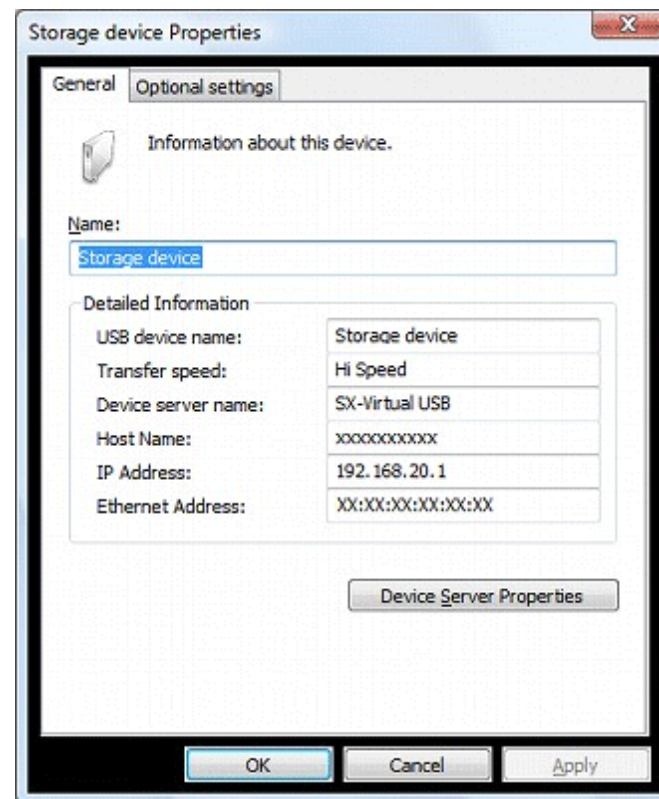 Storage device Properties
General
Optional settings
Information about this device.
Name:
Storage device
Detailed Information
USB device name: Storage device
Transfer speed: Hi Speed
Device server name: SX-Virtual USB
Host Name: xxxxxxxxxx
IP Address: 192.168.20.1
Ethernet Address: XX:XX:XX:XX:XX:XX
Device Server Properties
OK Cancel Apply